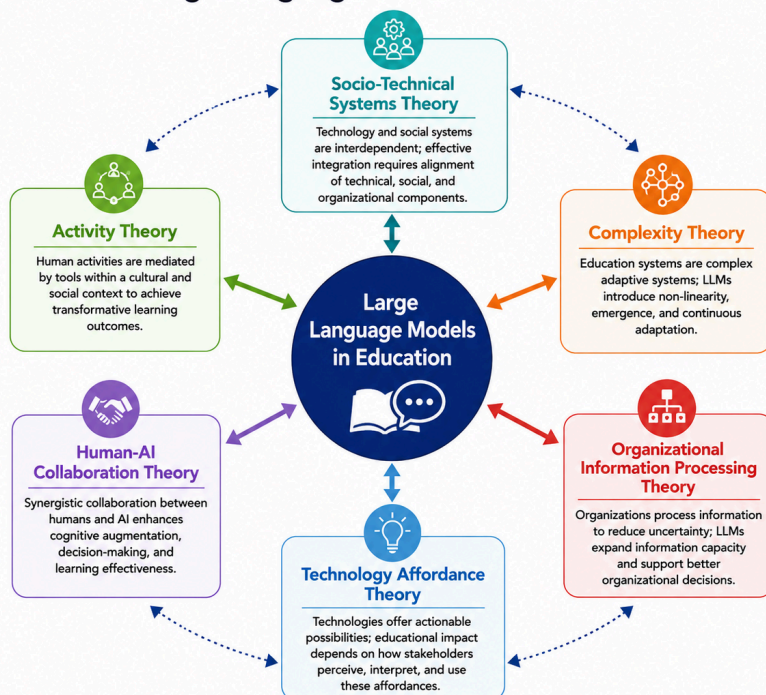 Socio-Technical
Systems Theory
Technology and social systems
are interdependent; effective
integration requires alignment
of technical, social, and
organizational components.
Activity Theory
Human activities are mediated
by tools within a cultural and
social context to achieve
transformative learning
outcomes.
Complexity Theory
Education systems are complex
adaptive systems; LLMs
introduce non-linearity,
emergence, and continuous
adaptation.
Large
Language Models
in Education
Human-AI
Collaboration Theory
Synergistic collaboration between
humans and AI enhances
cognitive augmentation,
decision-making, and
learning effectiveness.
Organizational
Information Processing
Theory
Organizations process information
to reduce uncertainty; LLMs
expand information capacity
and support better
organizational decisions.
Technology Affordance
Theory
Technologies offer actionable
possibilities; educational impact
depends on how stakeholders
perceive, interpret, and use
these affordances.